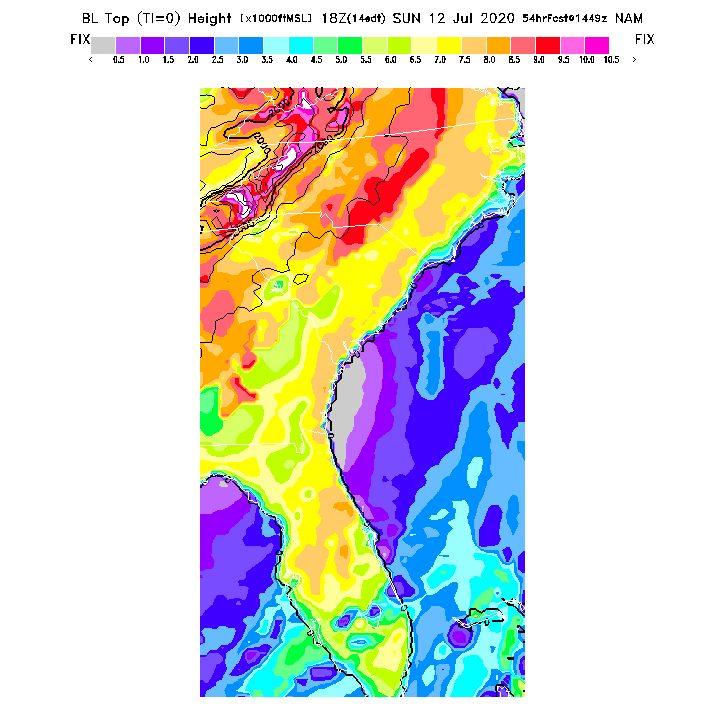 BL Top (TI=0) Height [x1000ftMSL] 18Z(14edt) SUN 12 Jul 2020 54hrFcst@1449z NAM
FIX FIX
< 0.5 1.0 1.5 2.0 2.5 3.0 3.5 4.0 4.5 5.0 5.5 6.0 6.5 7.0 7.5 8.0 8.5 9.0 9.5 10.0 10.5 >